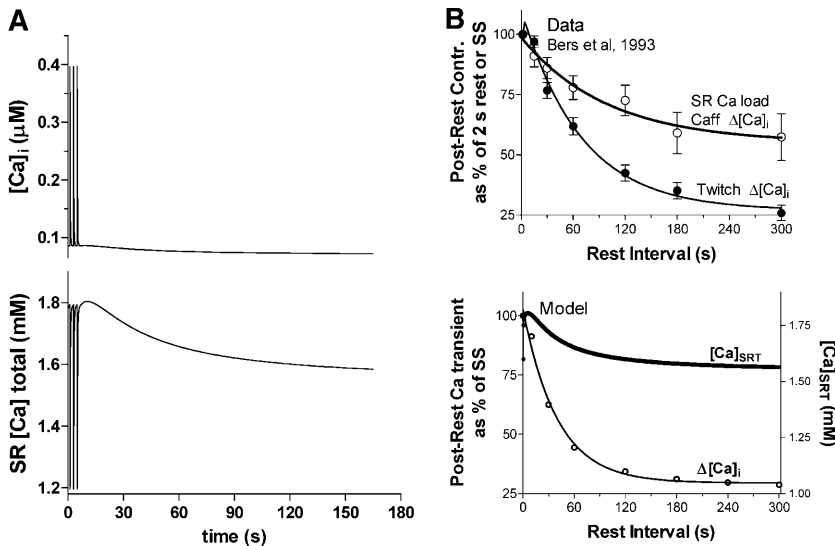 A
[Ca]i (μM)
0.4
0.3
0.2
0.1
SR [Ca] total (mM)
1.8
1.6
1.4
1.2
0 30 60 90 120 150 180
time (s)
B
Post-Rest Contr.
as % of 2 s rest or SS
100
75
50
25
Data
Bers et al, 1993
SR Ca load
Caff Δ[Ca]i
Twitch Δ[Ca]i
0 60 120 180 240 300
Rest Interval (s)
Post-Rest Ca transient
as % of SS
100
75
50
25
Model
[Ca]SRT
Δ[Ca]i
1.75
1.50
1.25
1.00
[Ca]SRT (mM)
0 60 120 180 240 300
Rest Interval (s)